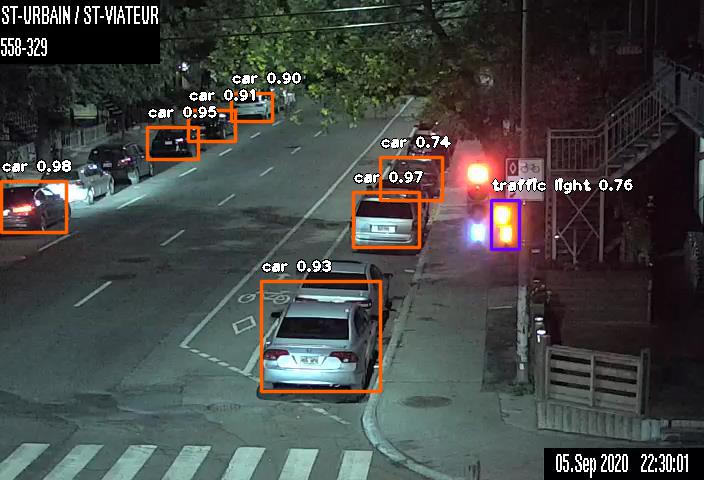 ST-URBAIN / ST-VIATEUR
558-329
car 0.90
car 0.91
car 0.95
car 0.74
car 0.98
car 0.97
traffic light 0.76
car 0.93
05.Sep 2020 22:30:01